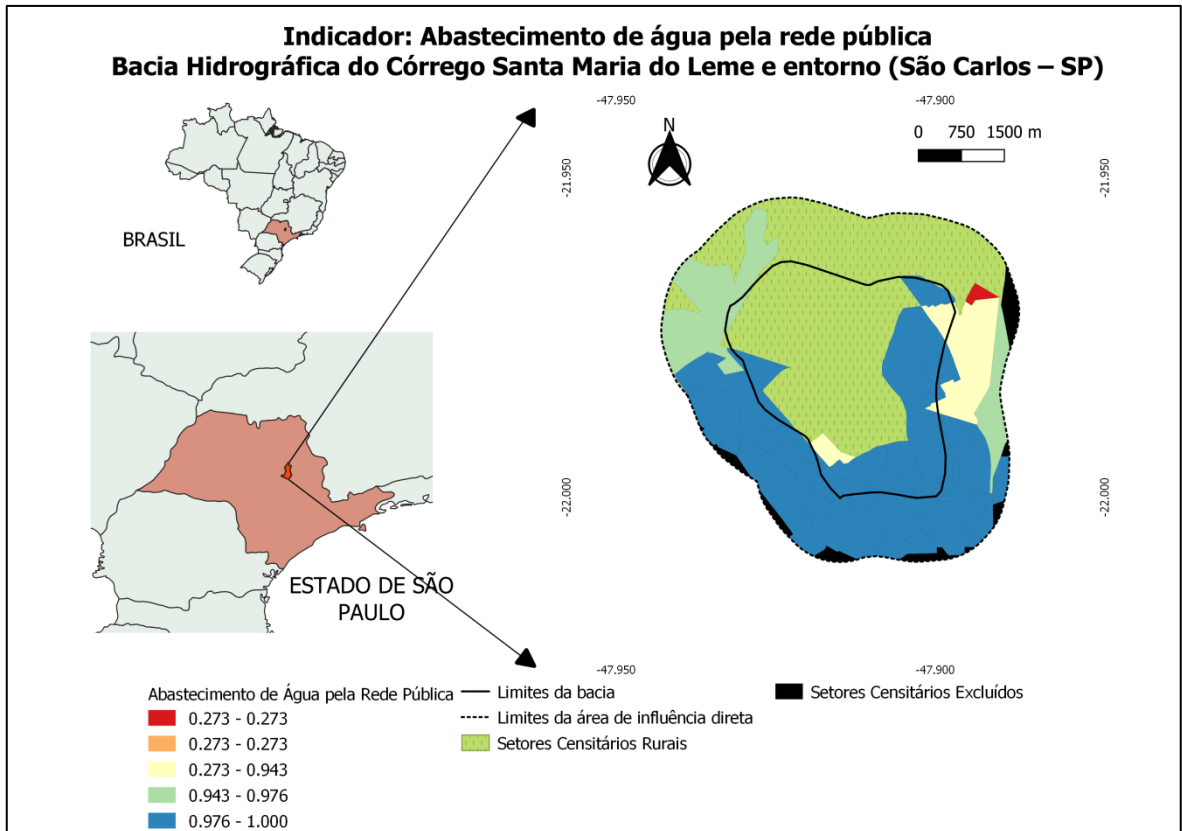 Indicador: Abastecimento de água pela rede pública
Bacia Hidrográfica do Córrego Santa Maria do Leme e entorno (São Carlos – SP)
-47.950
-47.900
N
0 750 1500 m
-21.950
-21.950
BRASIL
-22.000
-22.000
ESTADO DE SÃO
PAULO
-47.950
-47.900
Abastecimento de Água pela Rede Pública
0.273 - 0.273
0.273 - 0.273
0.273 - 0.943
0.943 - 0.976
0.976 - 1.000
Limites da bacia
Limites da área de influência direta
Setores Censitários Rurais
Setores Censitários Excluídos